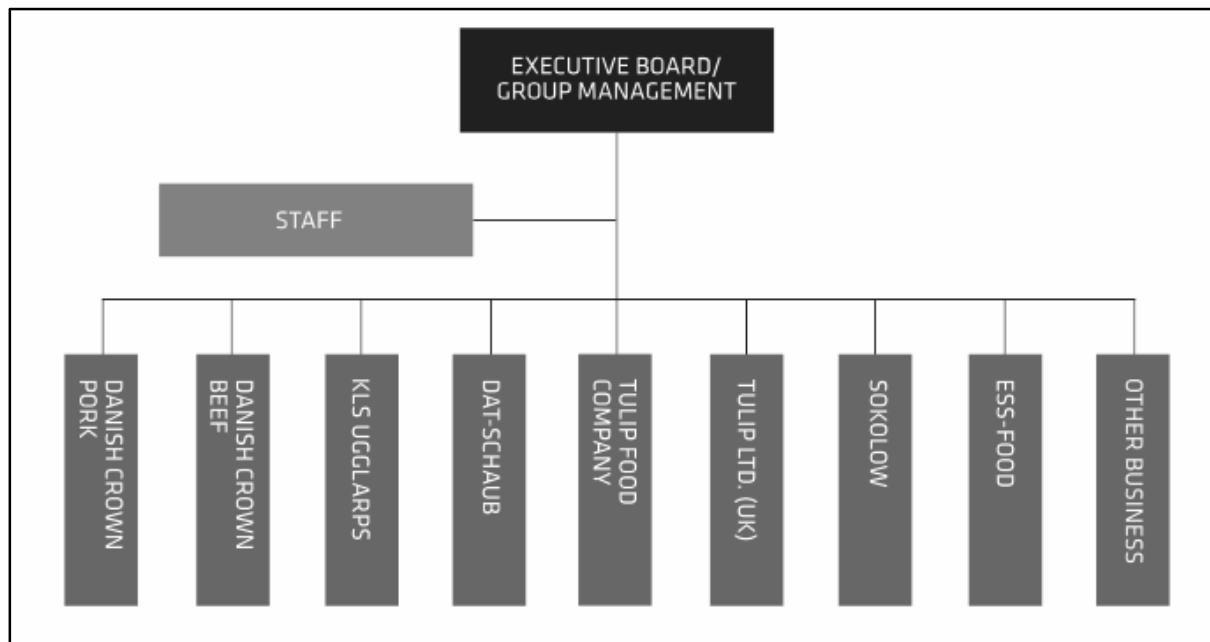 EXECUTIVE BOARD/
GROUP MANAGEMENT
STAFF
DANISH CROWN
PORK
DANISH CROWN
BEEF
KLS UGGLARPS
DAT-SCHAUB
TULIP FOOD
COMPANY
TULIP LTD. (UK)
SOKOLOW
ESS-FOOD
OTHER BUSINESS